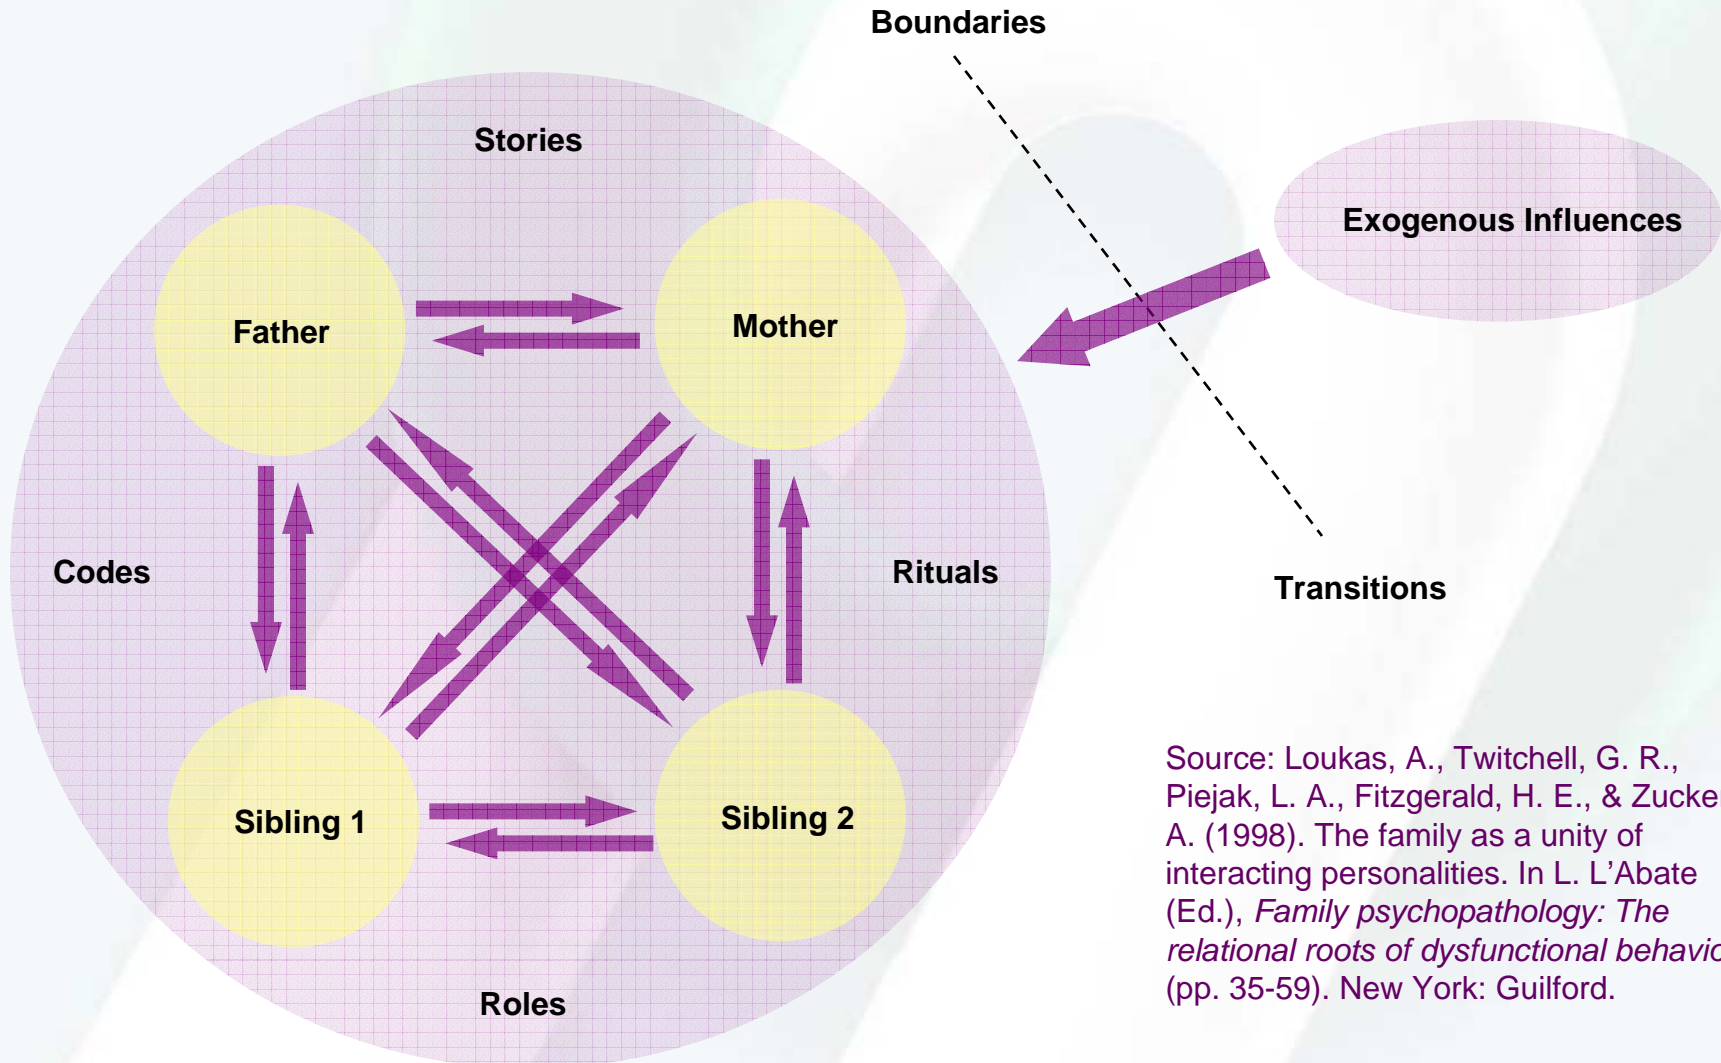 Boundaries
Stories
Exogenous Influences
Father
Mother
Codes
Rituals
Transitions
Sibling 1
Sibling 2
Roles
Source: Loukas, A., Twitchell, G. R.,
Piejak, L. A., Fitzgerald, H. E., & Zucke
A. (1998). The family as a unity of
interacting personalities. In L. L’Abate
(Ed.), Family psychopathology: The
relational roots of dysfunctional behavio
(pp. 35-59). New York: Guilford.